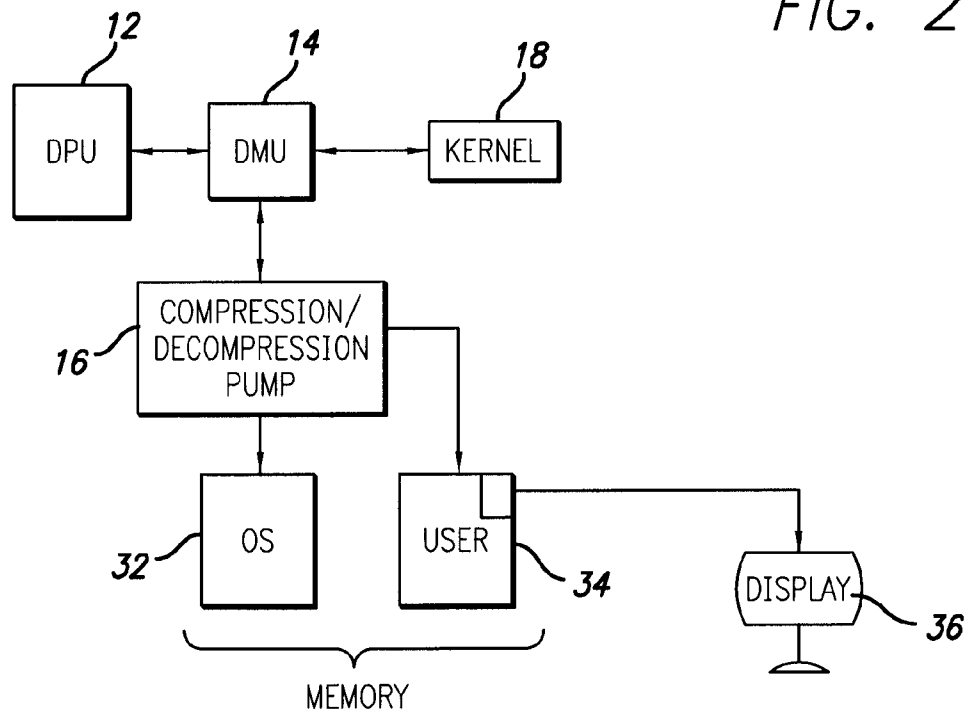 FIG. 2
12
14
18
DPU
DMU
KERNEL
COMPRESSION/
DECOMPRESSION
PUMP
16
OS
USER
32
34
DISPLAY
36
MEMORY